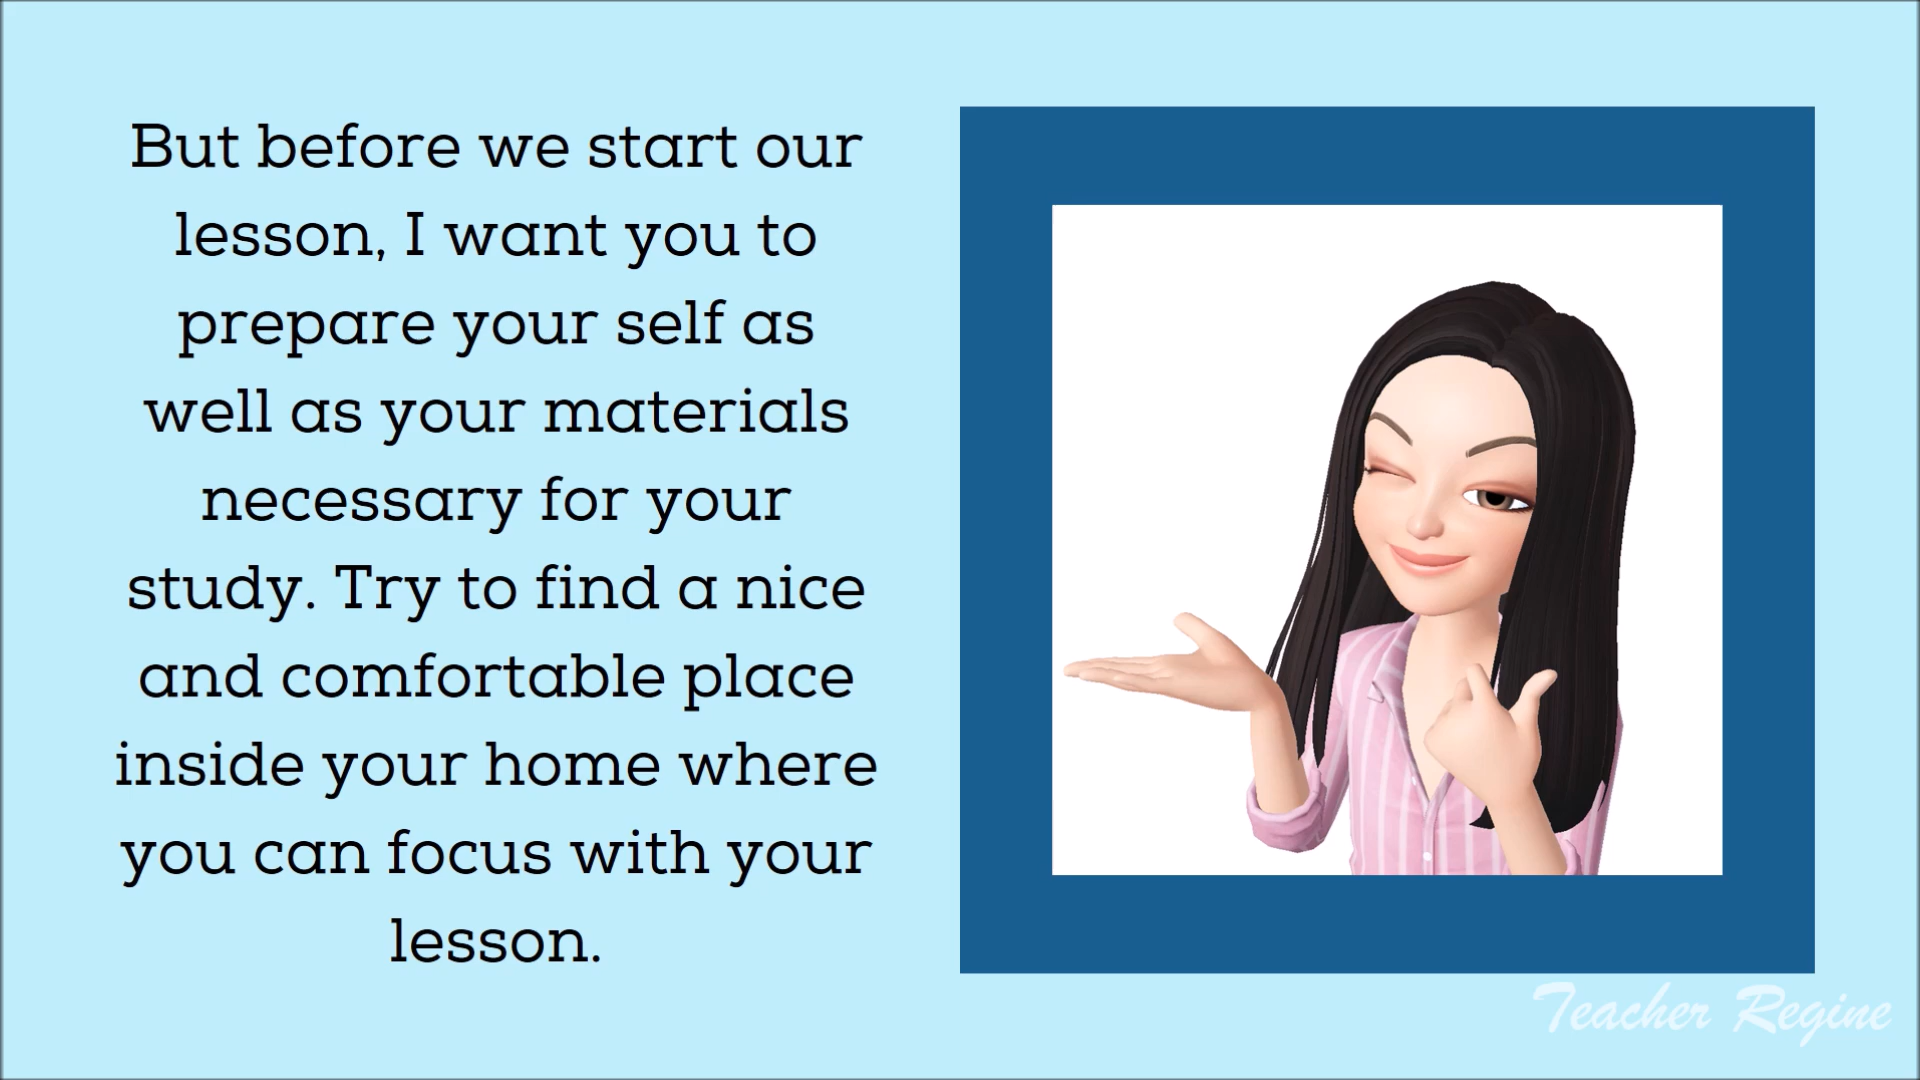 But before we start our
lesson, I want you to
prepare your self as
well as your materials
necessary for your
study. Try to find a nice
and comfortable place
inside your home where
you can focus with your
lesson.
Teacher Regine